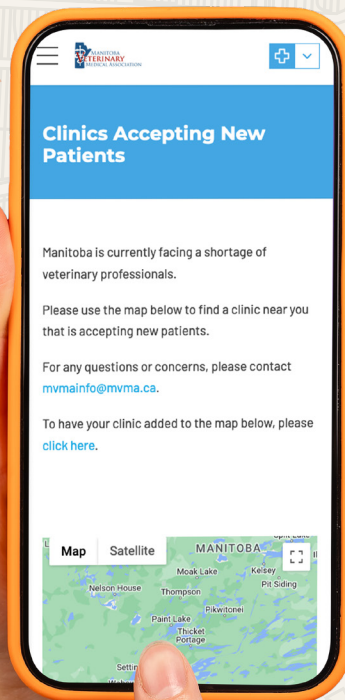 MANITOBA
VETERINARY
MEDICAL ASSOCIATION
Clinics Accepting New
Patients
Manitoba is currently facing a shortage of
veterinary professionals.
Please use the map below to find a clinic near you
that is accepting new patients.
For any questions or concerns, please contact
mvmainfo@mvma.ca.
To have your clinic added to the map below, please
click here.
Map Satellite
MANITOBA
Moak Lake
Kelsey
Nelson House
Thompson
Pit Siding
Pikwitonei
Paint Lake
Thicket
Portage
Settin